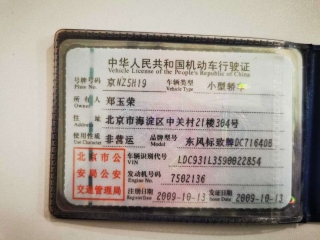 中华人民共和国机动车行驶证
Vehicle License of the People's Republic of China
号牌号码 京NZ5H19 车辆类型 小型轿车
Plate No. Vehicle Type
所有人 郑玉荣
Owner
住址 北京市海淀区中关村21楼304号
Address
使用性质 非营运 品牌型号 东风标致牌DC7164DB
Use Character Model
北京市公 车辆识别代号 LDC931L3590022854
VIN
安局公安 发动机号码 7502136
Engine No.
交通管理局 注册日期 2009-10-13 发证日期 2009-10-13
Register Date Issue Date